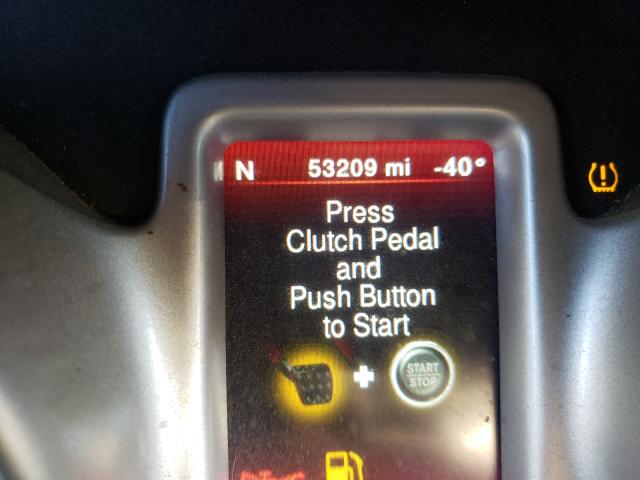 N 53209 mi -40°
Press
Clutch Pedal
and
Push Button
to Start
START
STOP